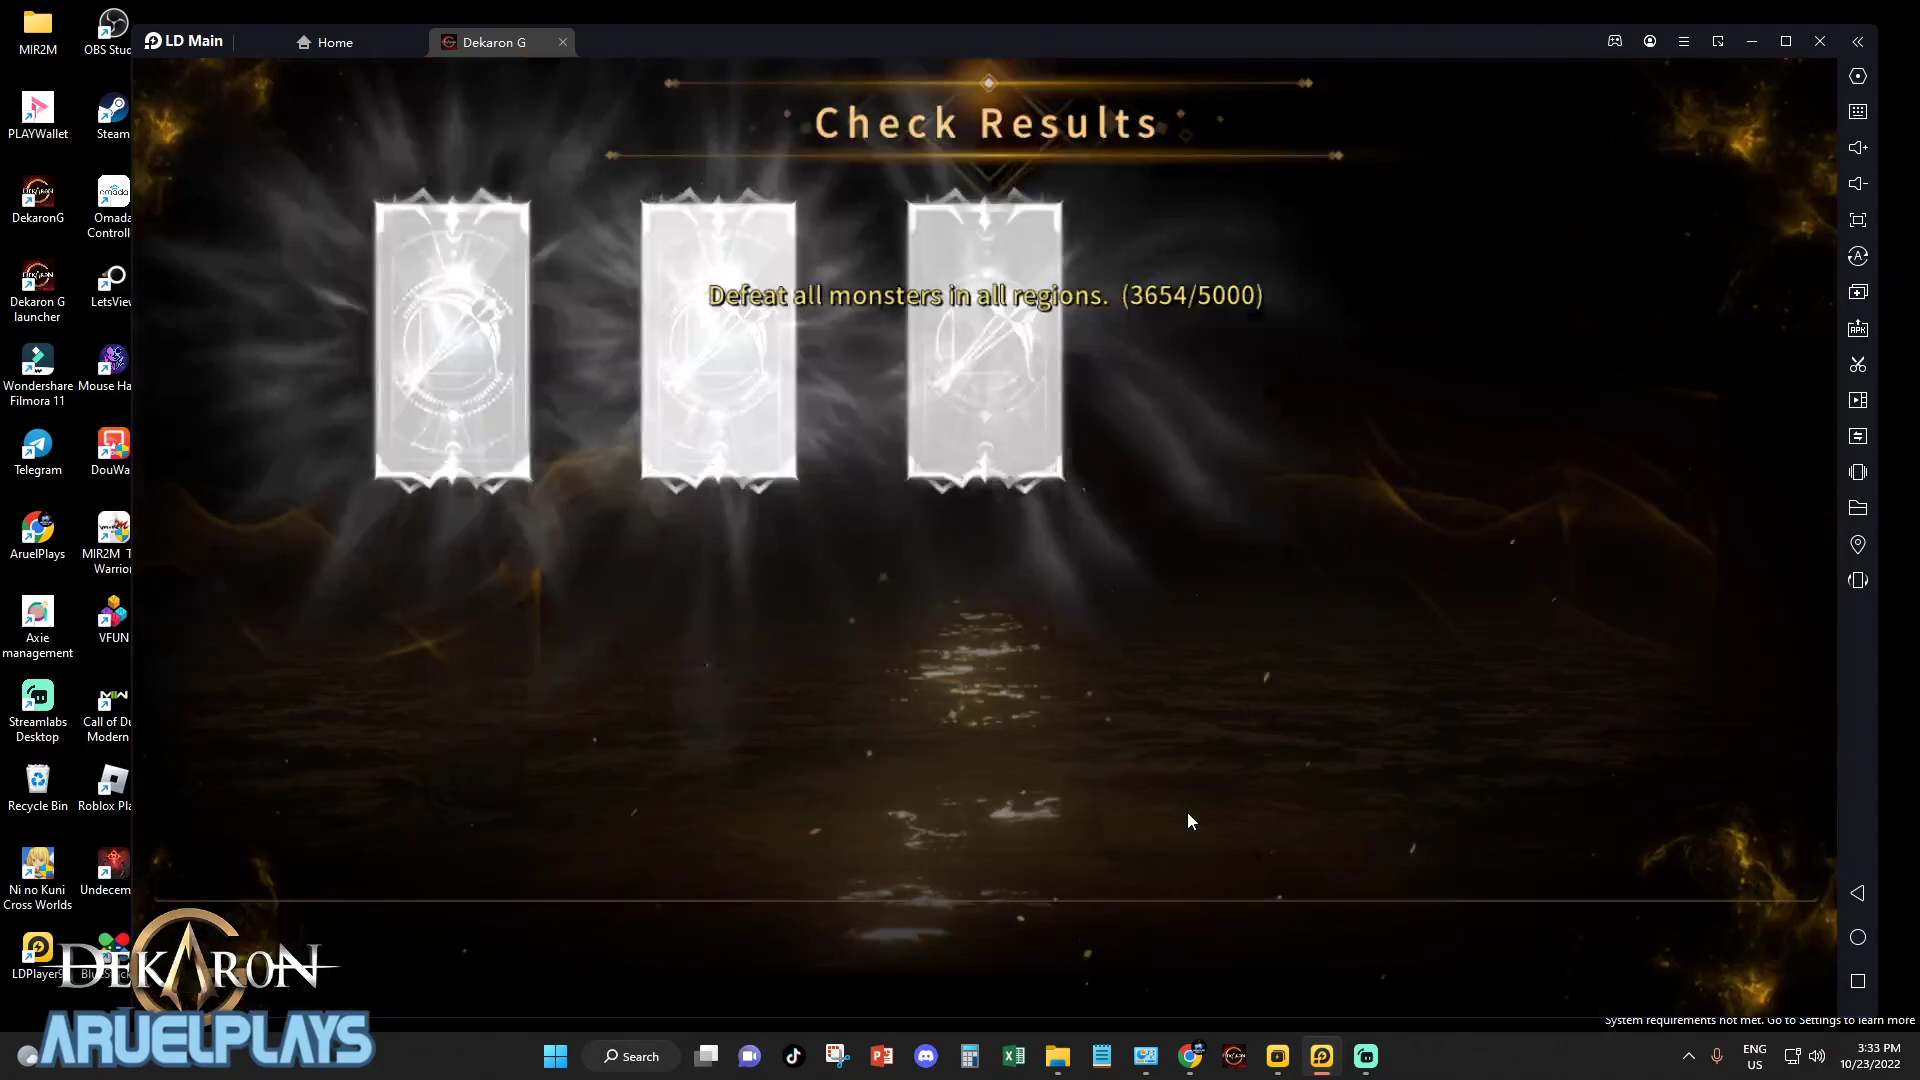 LD Main
Home
Dekaron G
Check Results
Defeat all monsters in all regions. (3654/5000)
MIR2M
OBS Stud
PLAYWallet
Steam
DekaronG
Omada
Controll
Dekaron G
launcher
LetsView
Wondershare
Filmora 11
Mouse Ha
Telegram
DouWa
AruelPlays
MIR2M T
Warrior
Axie
management
VFUN
Streamlabs
Desktop
Call of Du
Modern
Recycle Bin
Roblox Pla
Ni no Kuni
Cross Worlds
Undecem
LDPlayer9
DEKARON
ARUELPLAYS
System requirements not met. Go to Settings to learn more
Search
ENG
US
3:33 PM
10/23/2022